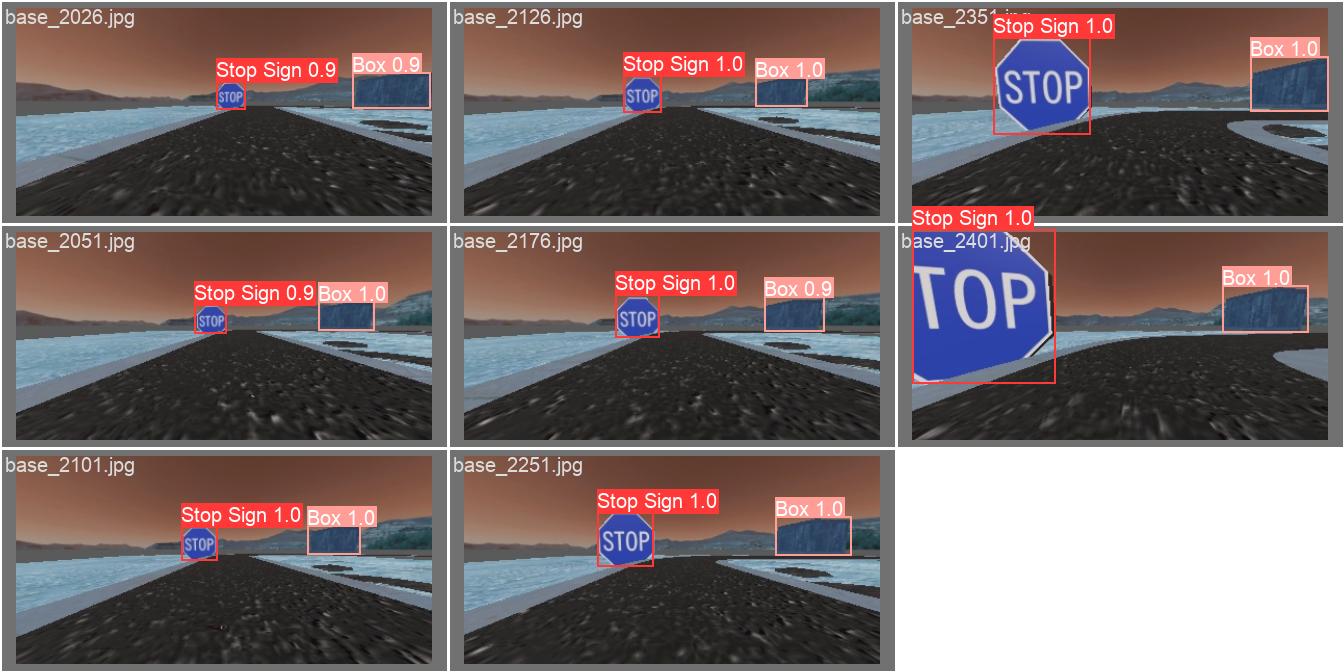 base_2026.jpg
Stop Sign 0.9
Box 0.9
STOP
base_2126.jpg
Stop Sign 1.0
Box 1.0
STOP
base_2351.jpg
Stop Sign 1.0
Box 1.0
STOP
base_2051.jpg
Stop Sign 0.9
Box 1.0
STOP
base_2176.jpg
Stop Sign 1.0
Box 0.9
STOP
Stop Sign 1.0
base_2401.jpg
Box 1.0
TOP
base_2101.jpg
Stop Sign 1.0
Box 1.0
STOP
base_2251.jpg
Stop Sign 1.0
Box 1.0
STOP